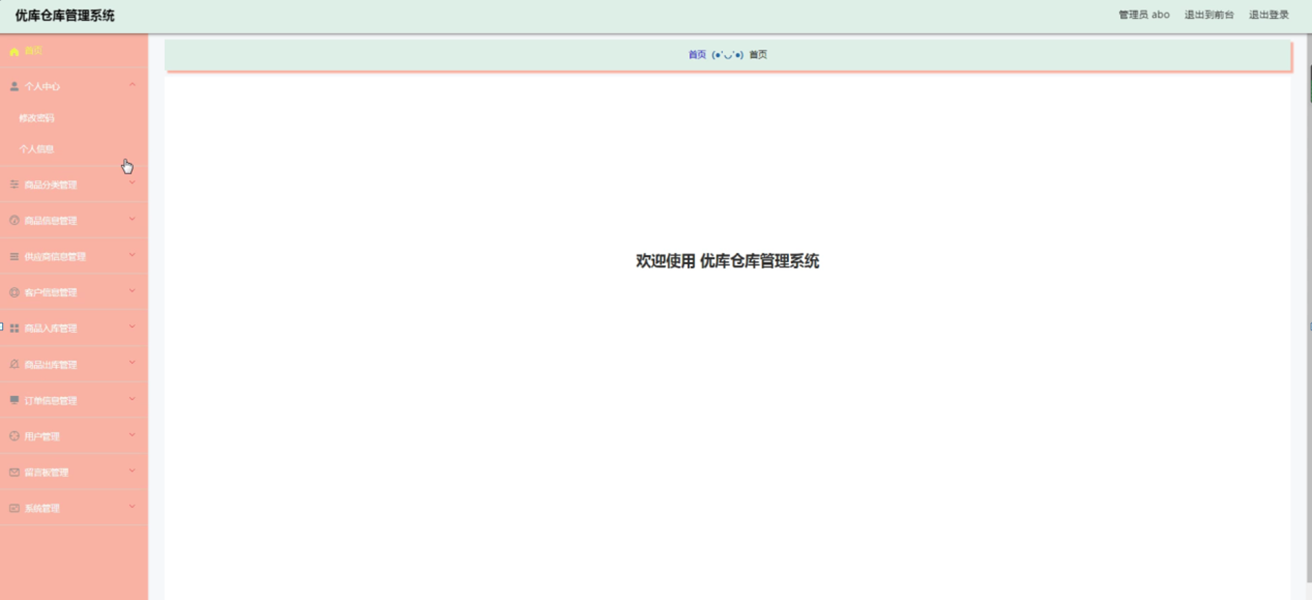 优库仓库管理系统
管理员 abo 退出到前台 退出登录
首页
首页 (●'◡'●) 首页
个人中心
修改密码
个人信息
商品分类管理
商品信息管理
供应商信息管理
欢迎使用 优库仓库管理系统
客户信息管理
商品入库管理
商品出库管理
订单信息管理
用户管理
留言板管理
系统管理